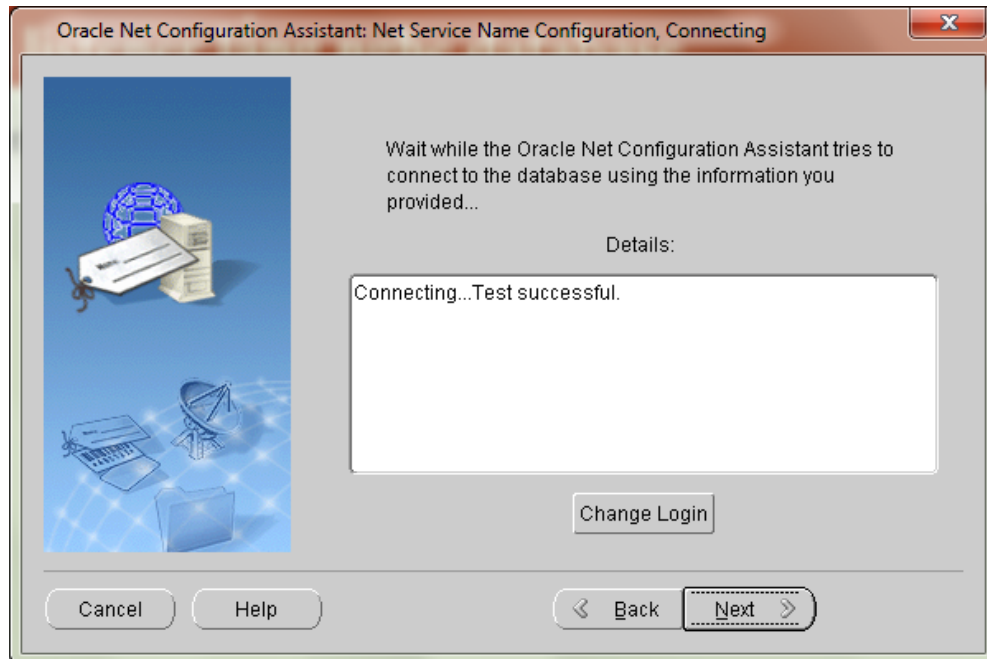 Oracle Net Configuration Assistant: Net Service Name Configuration, Connecting
Wait while the Oracle Net Configuration Assistant tries to
connect to the database using the information you
provided...
Details:
Connecting...Test successful.
Change Login
Cancel
Help
Back
Next